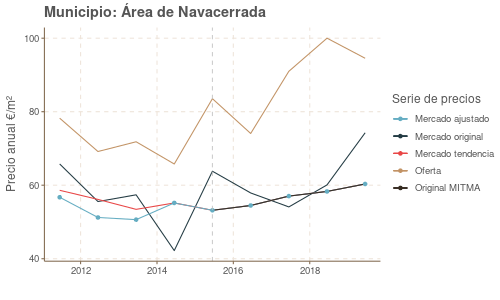 Municipio: Área de Navacerrada
Precio anual €/m²
100
80
60
40
2012
2014
2016
2018
Serie de precios
Mercado ajustado
Mercado original
Mercado tendencia
Oferta
Original MITMA